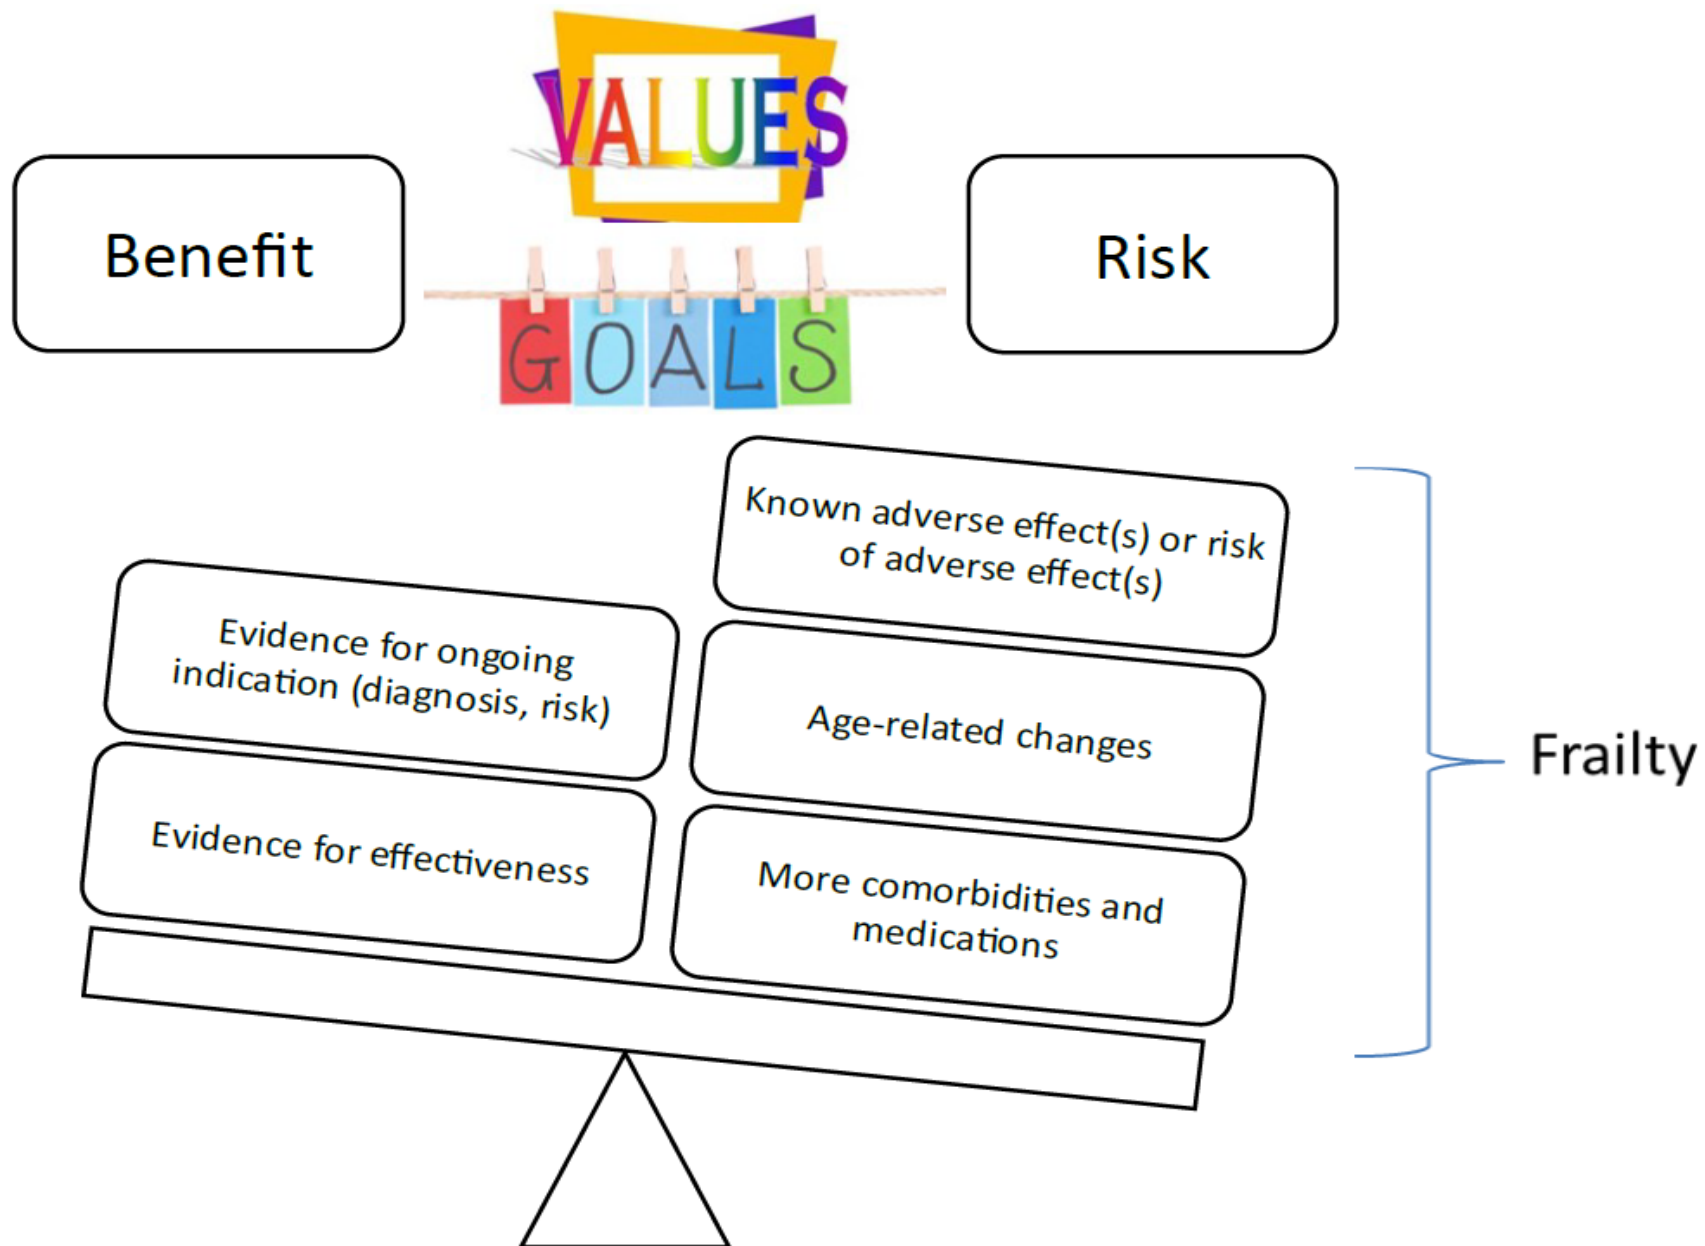 VALUES
Benefit
Risk
GOALS
Known adverse effect(s) or risk
of adverse effect(s)
Evidence for ongoing
indication (diagnosis, risk)
Age-related changes
Frailty
Evidence for effectiveness
More comorbidities and
medications